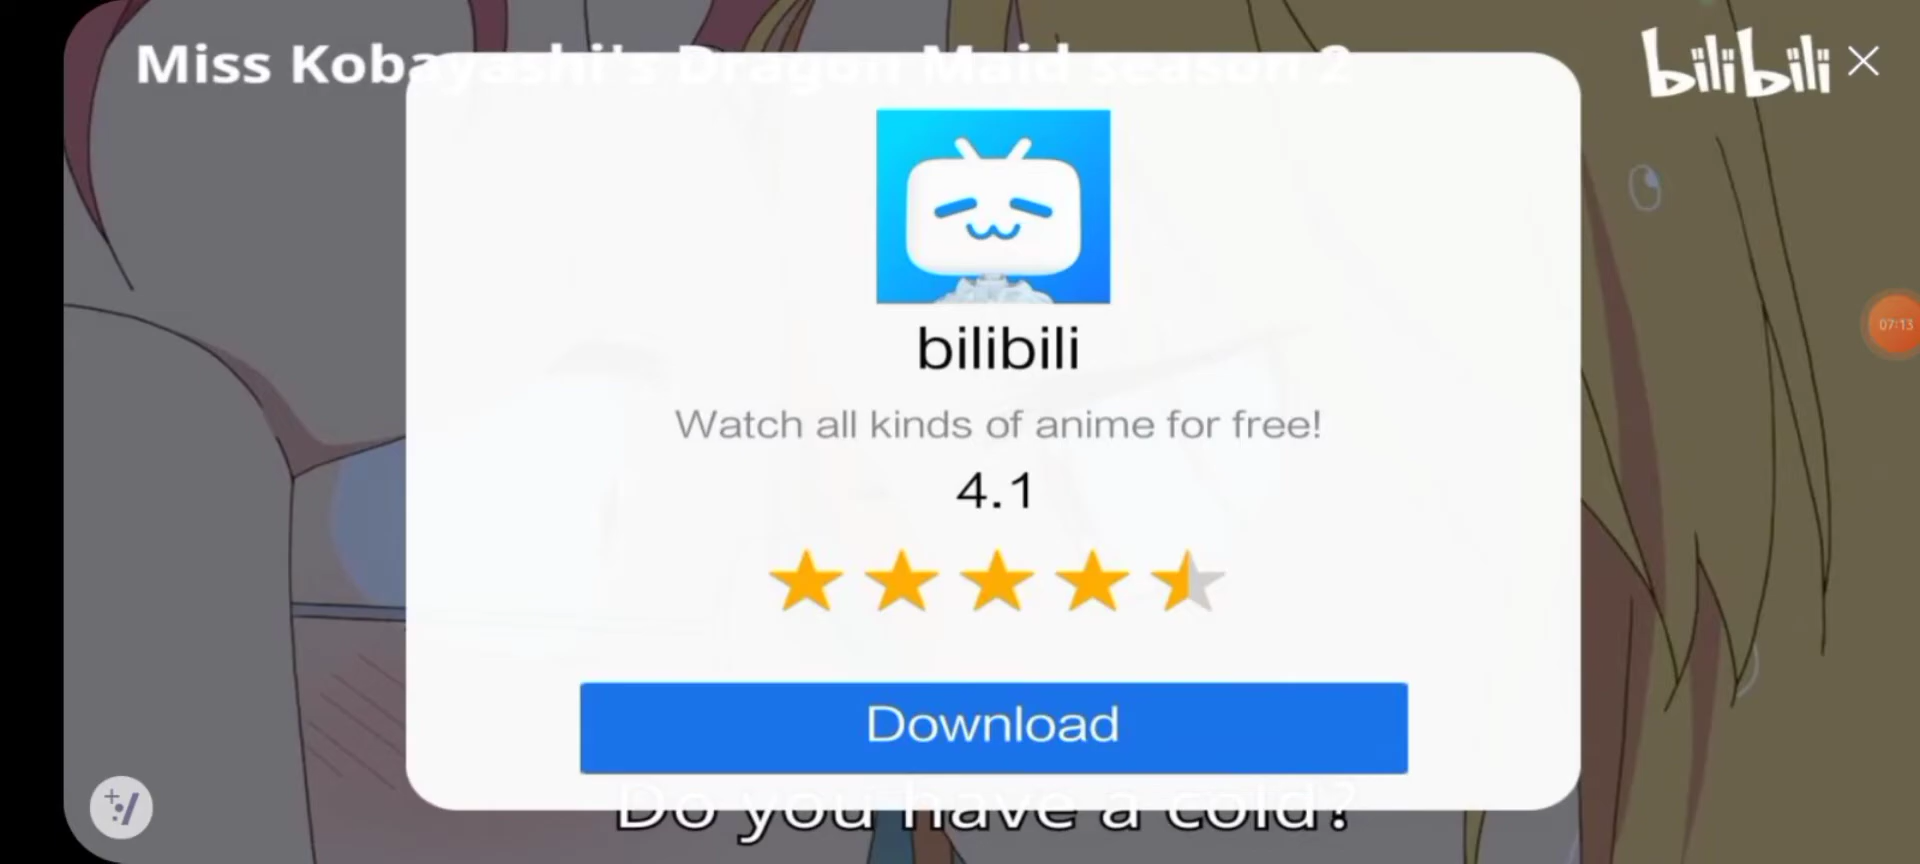 Miss Kobayashi's Dragon Maid season 2
bilibili
07:13
bilibili
Watch all kinds of anime for free!
4.1
Download
Do you have a cold?